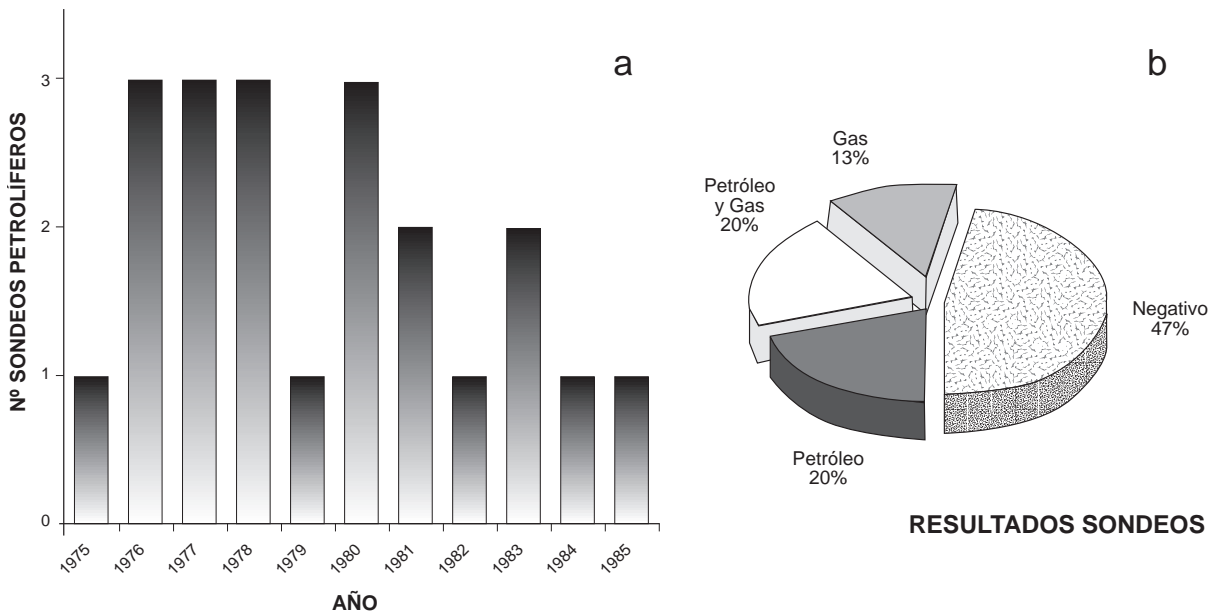 a
Nº SONDEOS PETROLÍFEROS
3
2
1
0
1975
1976
1977
1978
1979
1980
1981
1982
1983
1984
1985
AÑO
b
Gas
13%
Petróleo
y Gas
20%
Negativo
47%
Petróleo
20%
RESULTADOS SONDEOS